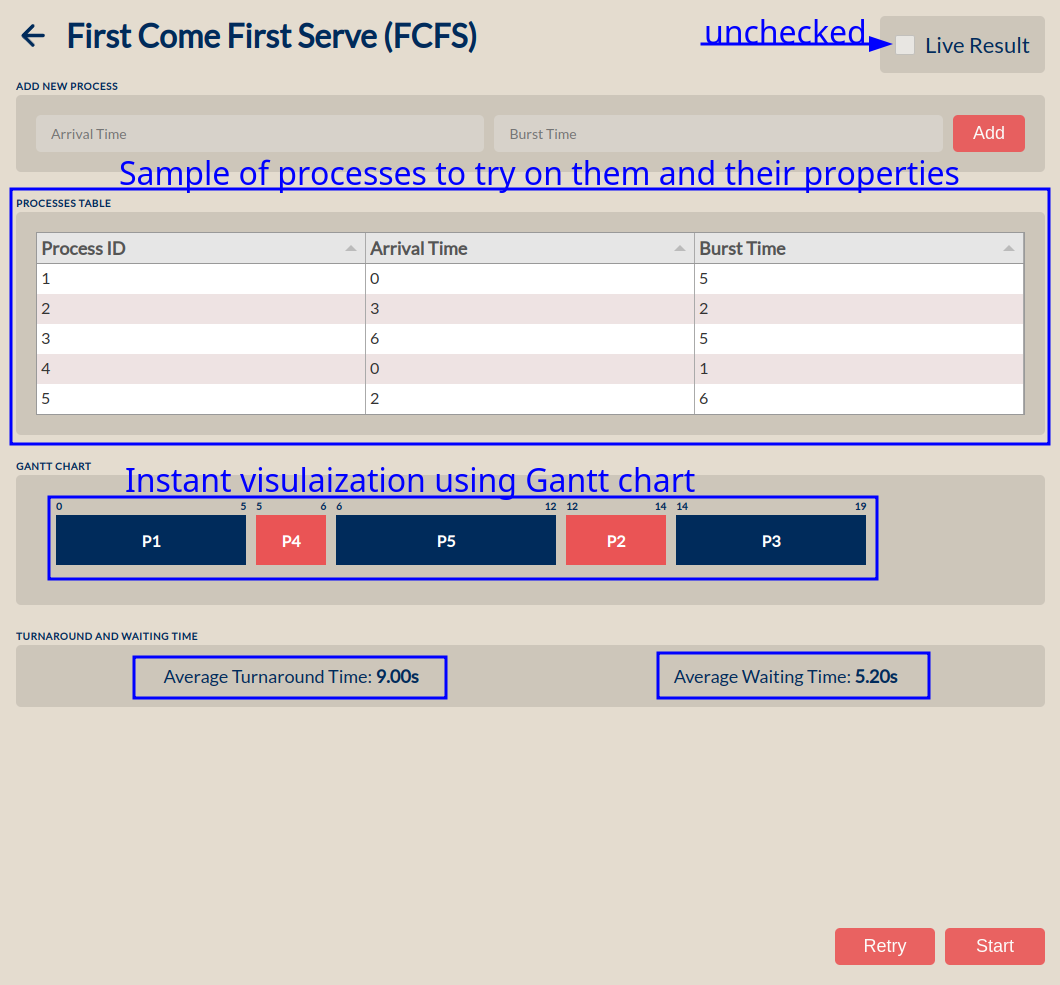 First Come First Serve (FCFS)
unchecked
Live Result
ADD NEW PROCESS
Arrival Time Burst Time Add
Sample of processes to try on them and their properties
PROCESSES TABLE
Process ID Arrival Time Burst Time
1 0 5
2 3 2
3 6 5
4 0 1
5 2 6
GANTT CHART
Instant visulaization using Gantt chart
0 5 5 6 6 12 12 14 14 19
P1 P4 P5 P2 P3
TURNAROUND AND WAITING TIME
Average Turnaround Time: 9.00s Average Waiting Time: 5.20s
Retry Start